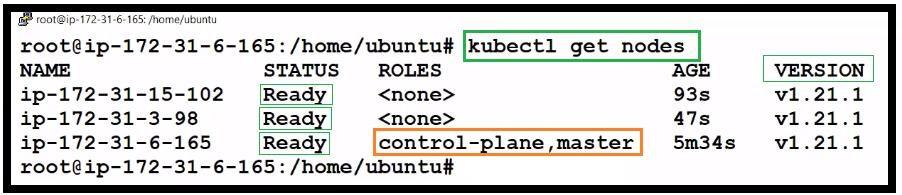 root@ip-172-31-6-165: /home/ubuntu
root@ip-172-31-6-165:/home/ubuntu# kubectl get nodes
NAME STATUS ROLES AGE VERSION
ip-172-31-15-102 Ready <none> 93s v1.21.1
ip-172-31-3-98 Ready <none> 47s v1.21.1
ip-172-31-6-165 Ready control-plane,master 5m34s v1.21.1
root@ip-172-31-6-165:/home/ubuntu#